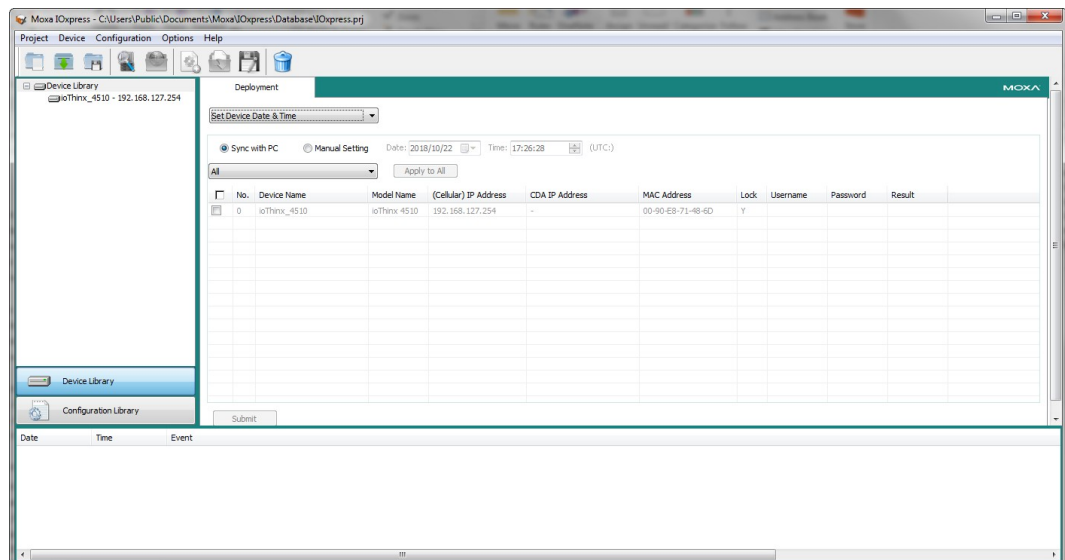 Moxa IOxpress - C:\Users\Public\Documents\Moxa\IOxpress\Database\IOxpress.prj
Project Device Configuration Options Help
Device Library
ioThinx_4510 - 192.168.127.254
Deployment
MOXA
Set Device Date & Time
Sync with PC Manual Setting Date: 2018/10/22 Time: 17:26:28 (UTC:)
All Apply to All
No. Device Name Model Name (Cellular) IP Address CDA IP Address MAC Address Lock Username Password Result
0 ioThinx_4510 ioThinx 4510 192.168.127.254 - 00-90-E8-71-48-6D Y
Device Library
Configuration Library
Submit
Date Time Event